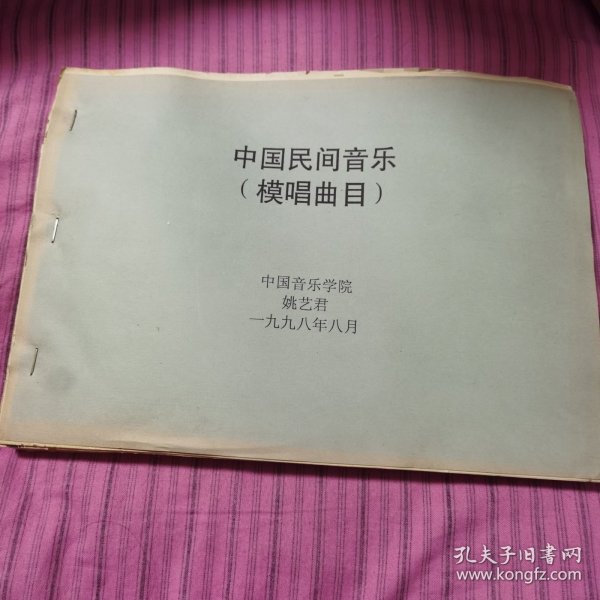 中国民间音乐
（模唱曲目）
中国音乐学院
姚艺君
一九九八年八月
孔夫子旧书网
www.kongfz.com